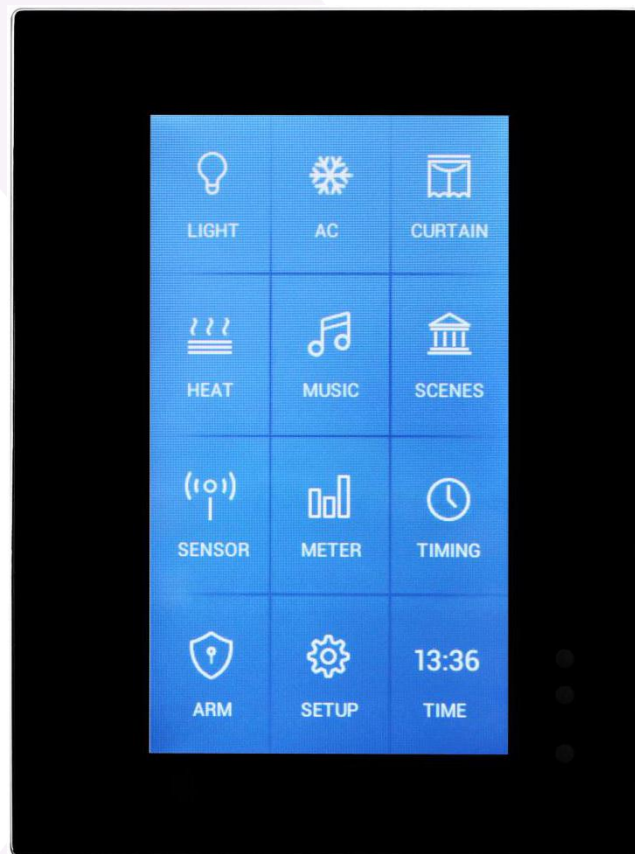 LIGHT AC CURTAIN
HEAT MUSIC SCENES
SENSOR METER TIMING
13:36
ARM SETUP TIME